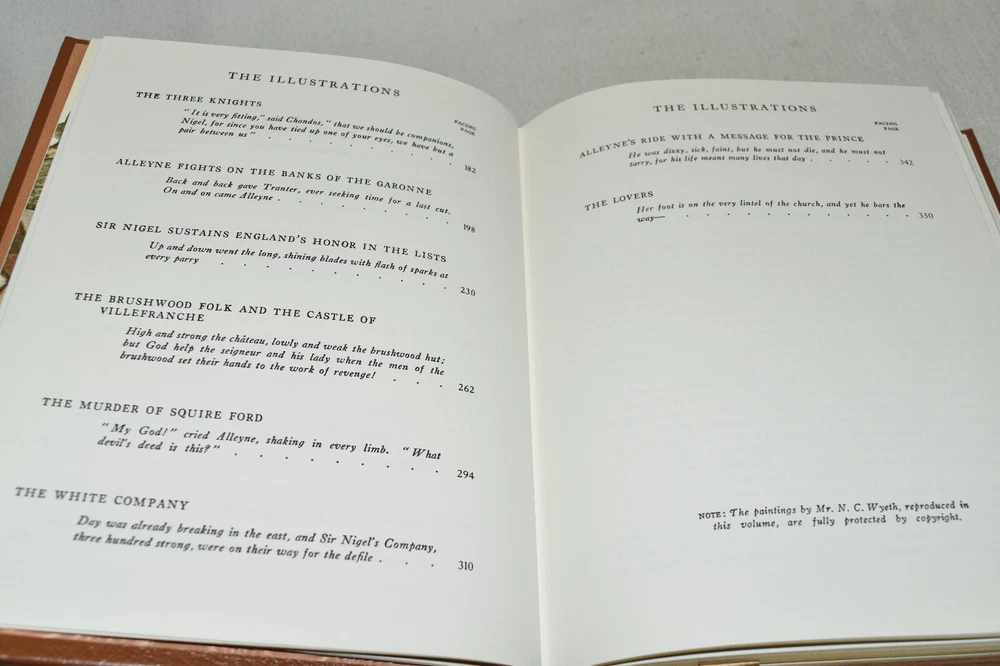 THE ILLUSTRATIONS
FACING
PAGE
THE THREE KNIGHTS
"It is very fitting," said Chandos, "that we should be companions,
Nigel, for since you have tied up one of your eyes, we have but a
pair between us" . . . . . . . . . 182
ALLEYNE FIGHTS ON THE BANKS OF THE GARONNE
Back and back gave Tranter, ever seeking time for a last cut.
On and on came Alleyne . . . . . . . . 198
SIR NIGEL SUSTAINS ENGLAND'S HONOR IN THE LISTS
Up and down went the long, shining blades with flash of sparks at
every parry . . . . . . . . . . 230
THE BRUSHWOOD FOLK AND THE CASTLE OF
VILLEFRANCHE
High and strong the château, lowly and weak the brushwood hut;
but God help the seigneur and his lady when the men of the
brushwood set their hands to the work of revenge! . . . 262
THE MURDER OF SQUIRE FORD
"My God!" cried Alleyne, shaking in every limb. "What
devil's deed is this?" . . . . . . . . 294
THE WHITE COMPANY
Day was already breaking in the east, and Sir Nigel's Company,
three hundred strong, were on their way for the defile . . . 310
THE ILLUSTRATIONS
FACING
PAGE
ALLEYNE'S RIDE WITH A MESSAGE FOR THE PRINCE
He was dizzy, sick, faint, but he must not die, and he must not
tarry, for his life meant many lives that day . . . . . 342
THE LOVERS
Her foot is on the very lintel of the church, and yet he bars the
way— . . . . . . . . . . . 350
NOTE: The paintings by Mr. N. C. Wyeth, reproduced in
this volume, are fully protected by copyright.